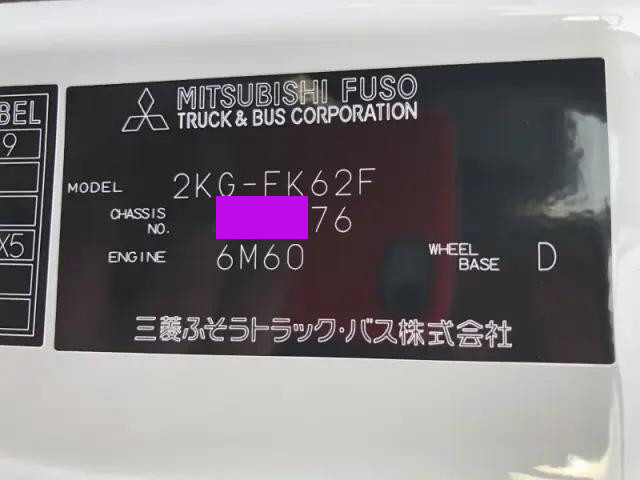 BEL
9
X5
MITSUBISHI FUSO
TRUCK & BUS CORPORATION
MODEL 2KG-FK62F
CHASSIS NO. 76
ENGINE 6M60
WHEEL BASE D
三菱ふそうトラック・バス株式会社